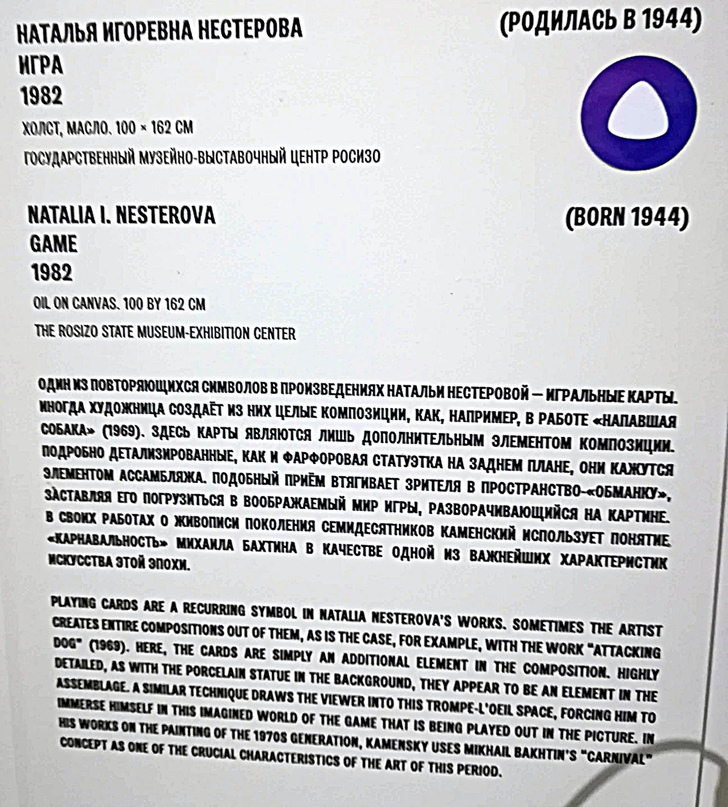 НАТАЛЬЯ ИГОРЕВНА НЕСТЕРОВА (РОДИЛАСЬ В 1944)
ИГРА
1982
ХОЛСТ, МАСЛО. 100 × 162 СМ
ГОСУДАРСТВЕННЫЙ МУЗЕЙНО-ВЫСТАВОЧНЫЙ ЦЕНТР РОСИЗО
NATALIA I. NESTEROVA (BORN 1944)
GAME
1982
OIL ON CANVAS. 100 BY 162 CM
THE ROSIZO STATE MUSEUM-EXHIBITION CENTER
ОДИН ИЗ ПОВТОРЯЮЩИХСЯ СИМВОЛОВ В ПРОИЗВЕДЕНИЯХ НАТАЛЬИ НЕСТЕРОВОЙ — ИГРАЛЬНЫЕ КАРТЫ.
ИНОГДА ХУДОЖНИЦА СОЗДАЁТ ИЗ НИХ ЦЕЛЫЕ КОМПОЗИЦИИ, КАК, НАПРИМЕР, В РАБОТЕ «НАПАВШАЯ
СОБАКА» (1969). ЗДЕСЬ КАРТЫ ЯВЛЯЮТСЯ ЛИШЬ ДОПОЛНИТЕЛЬНЫМ ЭЛЕМЕНТОМ КОМПОЗИЦИИ.
ПОДРОБНО ДЕТАЛИЗИРОВАННЫЕ, КАК И ФАРФОРОВАЯ СТАТУЭТКА НА ЗАДНЕМ ПЛАНЕ, ОНИ КАЖУТСЯ
ЭЛЕМЕНТОМ АССАМБЛЯЖА. ПОДОБНЫЙ ПРИЁМ ВТЯГИВАЕТ ЗРИТЕЛЯ В ПРОСТРАНСТВО-«ОБМАНКУ»,
ЗАСТАВЛЯЯ ЕГО ПОГРУЗИТЬСЯ В ВООБРАЖАЕМЫЙ МИР ИГРЫ, РАЗВОРАЧИВАЮЩИЙСЯ НА КАРТИНЕ.
В СВОИХ РАБОТАХ О ЖИВОПИСИ ПОКОЛЕНИЯ СЕМИДЕСЯТНИКОВ КАМЕНСКИЙ ИСПОЛЬЗУЕТ ПОНЯТИЕ
«КАРНАВАЛЬНОСТЬ» МИХАИЛА БАХТИНА В КАЧЕСТВЕ ОДНОЙ ИЗ ВАЖНЕЙШИХ ХАРАКТЕРИСТИК
ИСКУССТВА ЭТОЙ ЭПОХИ.
PLAYING CARDS ARE A RECURRING SYMBOL IN NATALIA NESTEROVA'S WORKS. SOMETIMES THE ARTIST
CREATES ENTIRE COMPOSITIONS OUT OF THEM, AS IS THE CASE, FOR EXAMPLE, WITH THE WORK "ATTACKING
DOG" (1969). HERE, THE CARDS ARE SIMPLY AN ADDITIONAL ELEMENT IN THE COMPOSITION. HIGHLY
DETAILED, AS WITH THE PORCELAIN STATUE IN THE BACKGROUND, THEY APPEAR TO BE AN ELEMENT IN THE
ASSEMBLAGE. A SIMILAR TECHNIQUE DRAWS THE VIEWER INTO THIS TROMPE-L'OEIL SPACE, FORCING HIM TO
IMMERSE HIMSELF IN THIS IMAGINED WORLD OF THE GAME THAT IS BEING PLAYED OUT IN THE PICTURE. IN
HIS WORKS ON THE PAINTING OF THE 1970S GENERATION, KAMENSKY USES MIKHAIL BAKHTIN'S "CARNIVAL"
CONCEPT AS ONE OF THE CRUCIAL CHARACTERISTICS OF THE ART OF THIS PERIOD.